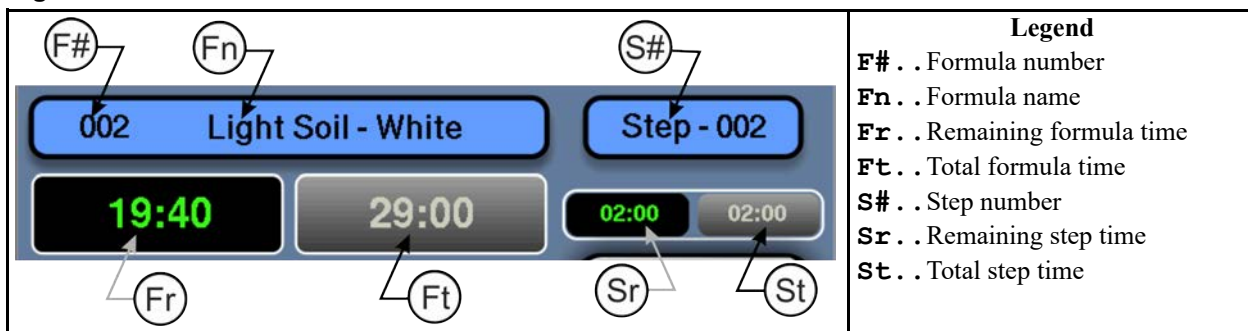 F#
Fn
S#
002 Light Soil - White
Step - 002
19:40
29:00
02:00
02:00
Fr
Ft
Sr
St
Legend
F#..Formula number
Fn..Formula name
Fr..Remaining formula time
Ft..Total formula time
S#..Step number
Sr..Remaining step time
St..Total step time